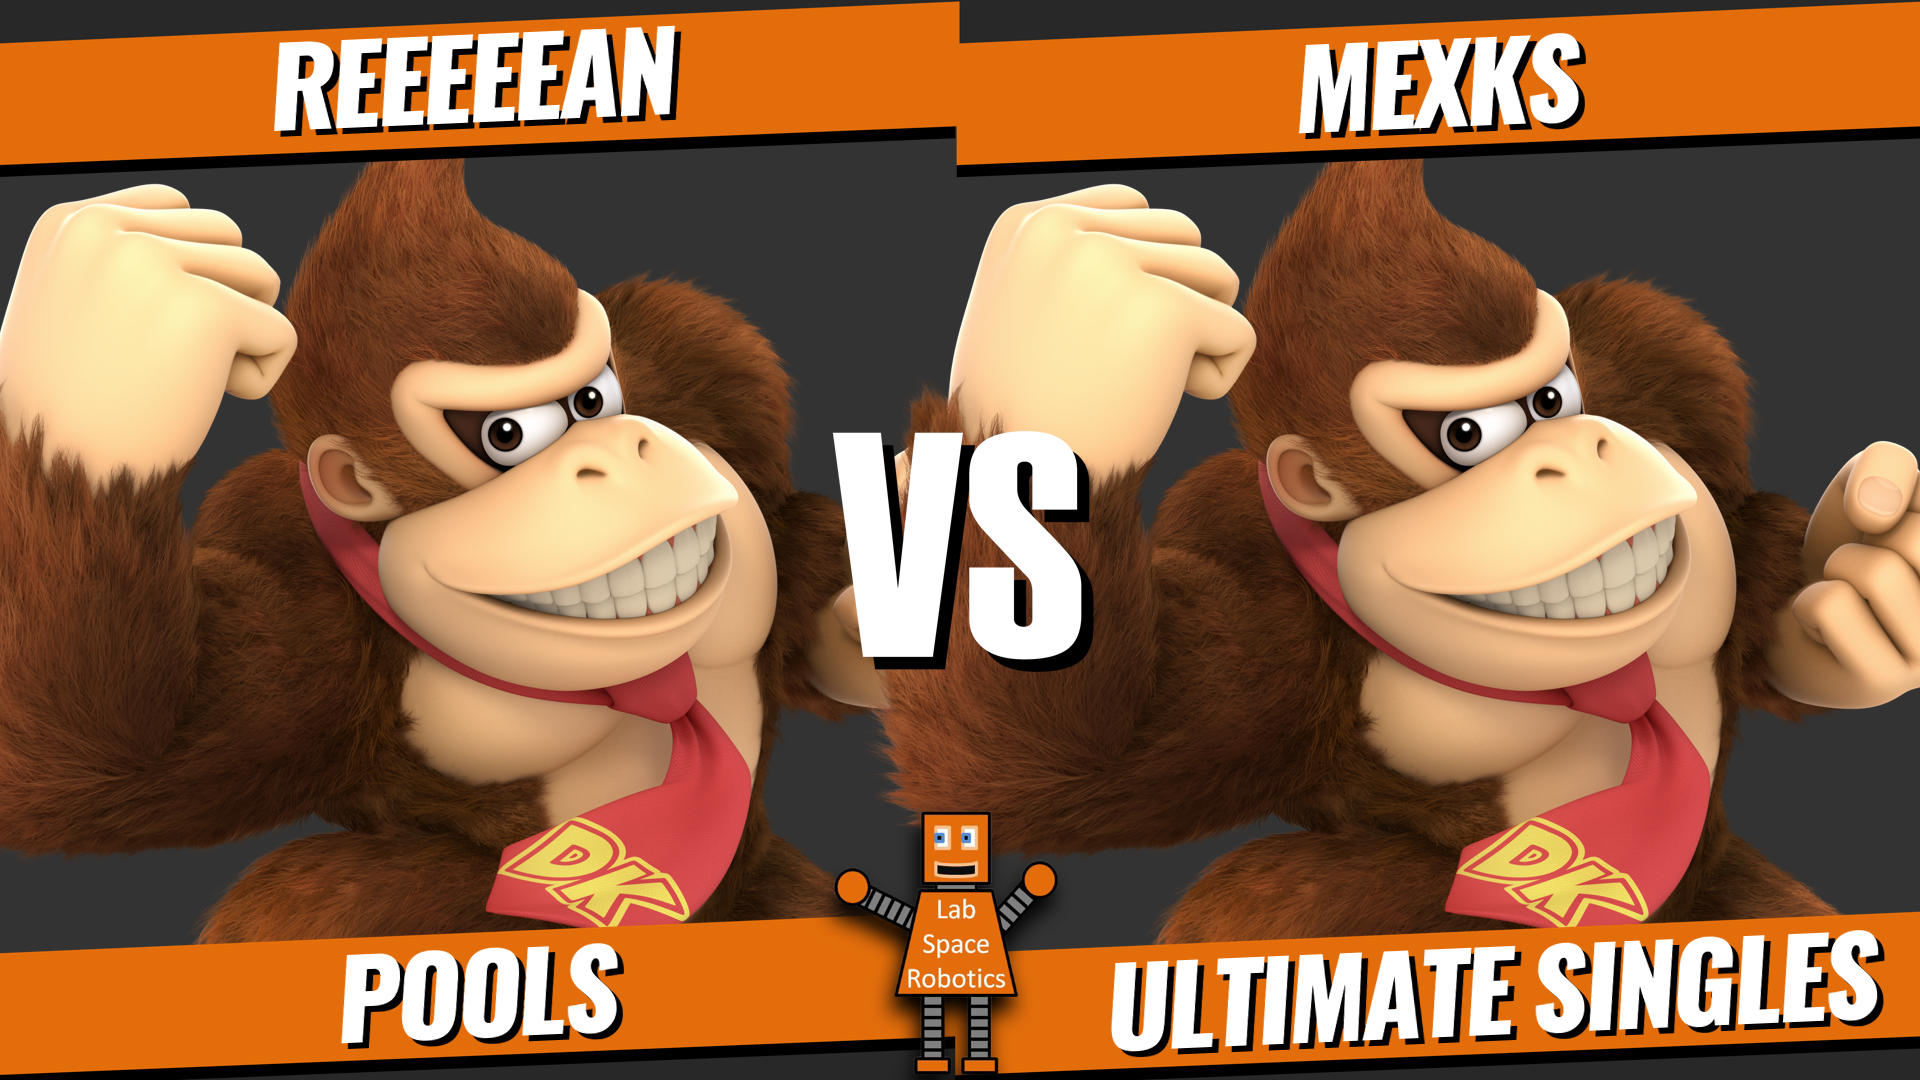 REEEEEAN
MEXKS
VS
DK
DK
Lab
Space
Robotics
POOLS
ULTIMATE SINGLES